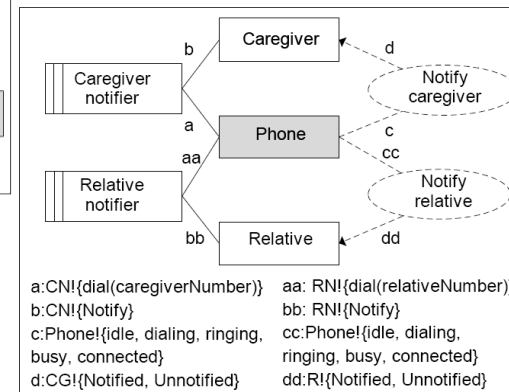 b
Caregiver
d
Caregiver
notifier
Notify
caregiver
a
Phone
c
aa
cc
Relative
notifier
Notify
relative
bb
Relative
dd
a:CN!{dial(caregiverNumber)}
b:CN!{Notify}
c:Phone!{idle, dialing, ringing,
busy, connected}
d:CG!{Notified, Unnotified}
aa: RN!{dial(relativeNumber)
bb: RN!{Notify}
cc:Phone!{idle, dialing,
ringing, busy, connected}
dd:R!{Notified, Unnotified}